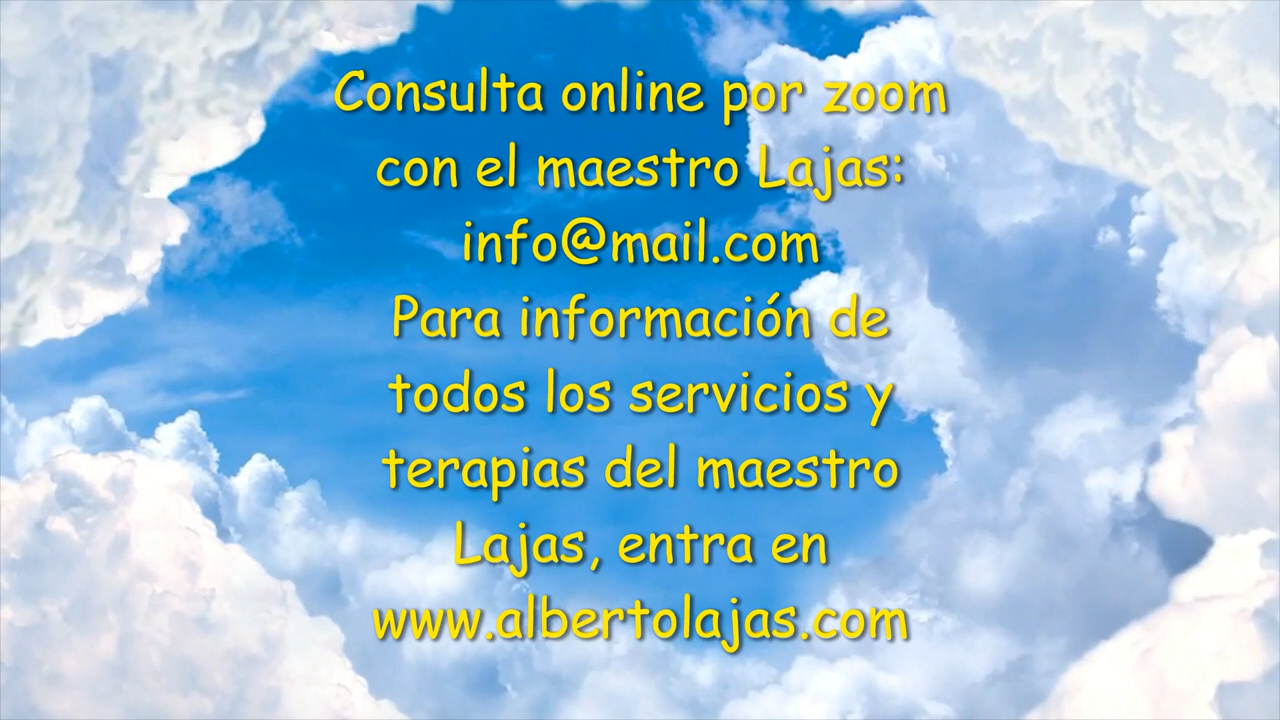 Consulta online por zoom
con el maestro Lajas:
info@mail.com
Para información de
todos los servicios y
terapias del maestro
Lajas, entra en
www.albertolajas.com